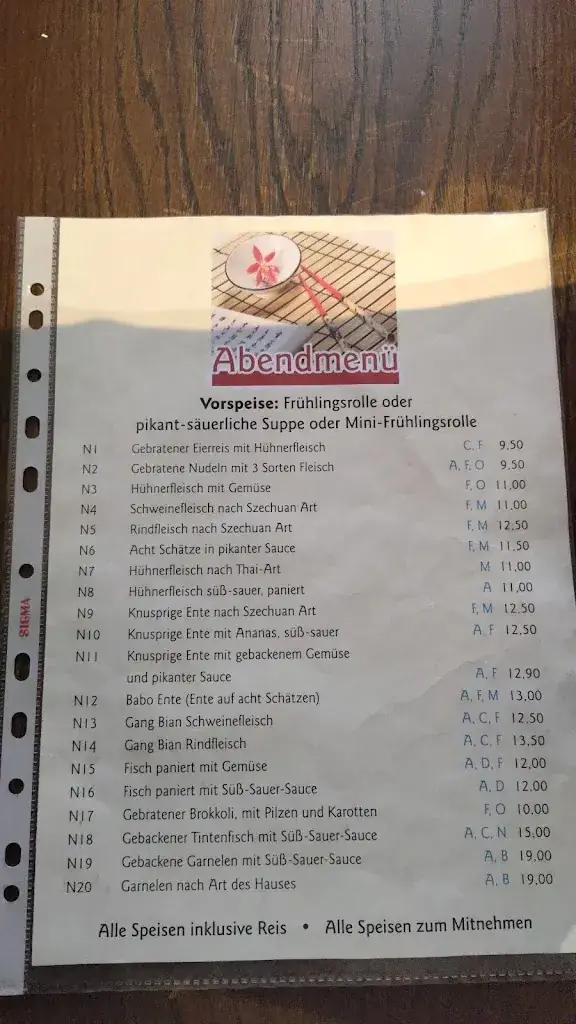 Abendmenü
Vorspeise: Frühlingsrolle oder
pikant-säuerliche Suppe oder Mini-Frühlingsrolle
N1 Gebratener Eierreis mit Hühnerfleisch C, F 9,50
N2 Gebratene Nudeln mit 3 Sorten Fleisch A, F, O 9,50
N3 Hühnerfleisch mit Gemüse F, O 11,00
N4 Schweinefleisch nach Szechuan Art F, M 11,00
N5 Rindfleisch nach Szechuan Art F, M 12,50
N6 Acht Schätze in pikanter Sauce F, M 11,50
N7 Hühnerfleisch nach Thai-Art M 11,00
N8 Hühnerfleisch süß-sauer, paniert A 11,00
N9 Knusprige Ente nach Szechuan Art F, M 12,50
N10 Knusprige Ente mit Ananas, süß-sauer A, F 12,50
N11 Knusprige Ente mit gebackenem Gemüse
und pikanter Sauce A, F 12,90
N12 Babo Ente (Ente auf acht Schätzen) A, F, M 13,00
N13 Gang Bian Schweinefleisch A, C, F 12,50
N14 Gang Bian Rindfleisch A, C, F 13,50
N15 Fisch paniert mit Gemüse A, D, F 12,00
N16 Fisch paniert mit Süß-Sauer-Sauce A, D 12,00
N17 Gebratener Brokkoli, mit Pilzen und Karotten F, O 10,00
N18 Gebackener Tintenfisch mit Süß-Sauer-Sauce A, C, N 15,00
N19 Gebackene Garnelen mit Süß-Sauer-Sauce A, B 19,00
N20 Garnelen nach Art des Hauses A, B 19,00
Alle Speisen inklusive Reis • Alle Speisen zum Mitnehmen
SIGMA